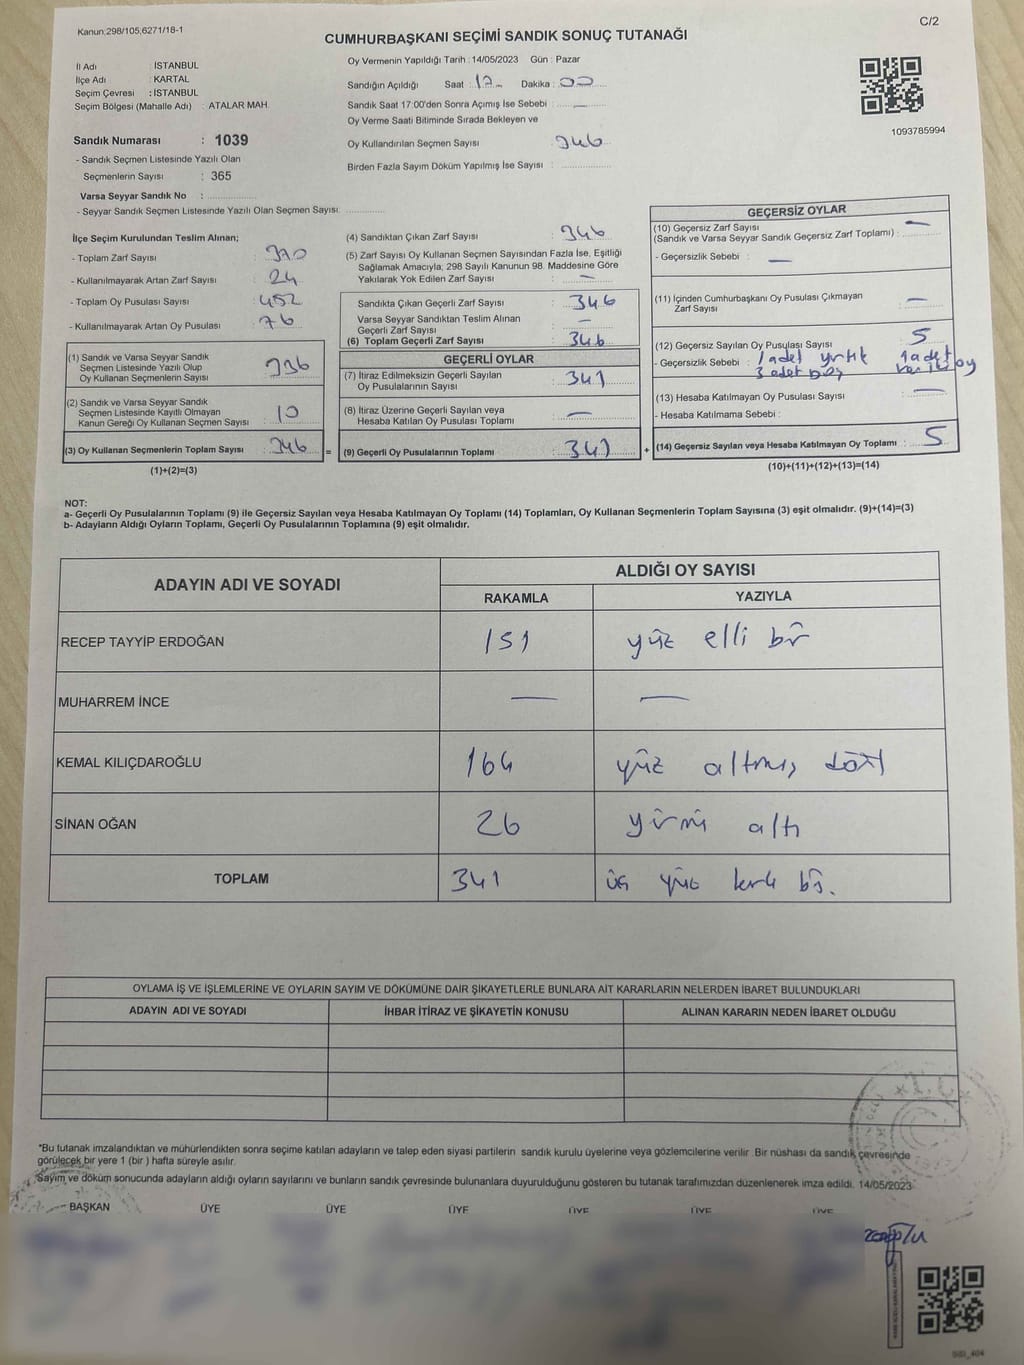 Kanun;298/105,6271/18-1
C/2
CUMHURBAŞKANI SEÇİMİ SANDIK SONUÇ TUTANAĞI
İl Adı : İSTANBUL
İlçe Adı : KARTAL
Seçim Çevresi : İSTANBUL
Seçim Bölgesi (Mahalle Adı) : ATALAR MAH.
Sandık Numarası : 1039
- Sandık Seçmen Listesinde Yazılı Olan
Seçmenlerin Sayısı : 365
Varsa Seyyar Sandık No :
- Seyyar Sandık Seçmen Listesinde Yazılı Olan Seçmen Sayısı:
Oy Vermenin Yapıldığı Tarih : 14/05/2023 Gün : Pazar
Sandığın Açıldığı Saat : 17 Dakika : 00
Sandık Saat 17:00'den Sonra Açımış İse Sebebi : —
Oy Verme Saati Bitiminde Sırada Bekleyen ve
Oy Kullandırılan Seçmen Sayısı : 346
Birden Fazla Sayım Döküm Yapılmış İse Sayısı :
1093785994
İlçe Seçim Kurulundan Teslim Alınan;
- Toplam Zarf Sayısı : 370
- Kullanılmayarak Artan Zarf Sayısı : 24
- Toplam Oy Pusulası Sayısı : 452
- Kullanılmayarak Artan Oy Pusulası : 76
(1) Sandık ve Varsa Seyyar Sandık
Seçmen Listesinde Yazılı Olup
Oy Kullanan Seçmenlerin Sayısı : 336
(2) Sandık ve Varsa Seyyar Sandık
Seçmen Listesinde Kayıtlı Olmayan
Kanun Gereği Oy Kullanan Seçmen Sayısı : 10
(3) Oy Kullanan Seçmenlerin Toplam Sayısı : 346 =
(1)+(2)=(3)
(4) Sandıktan Çıkan Zarf Sayısı : 346
(5) Zarf Sayısı Oy Kullanan Seçmen Sayısından Fazla İse, Eşitliği
Sağlamak Amacıyla; 298 Sayılı Kanunun 98. Maddesine Göre
Yakılarak Yok Edilen Zarf Sayısı : —
Sandıkta Çıkan Geçerli Zarf Sayısı : 346
Varsa Seyyar Sandıktan Teslim Alınan
Geçerli Zarf Sayısı : —
(6) Toplam Geçerli Zarf Sayısı : 346
GEÇERLİ OYLAR
(7) İtiraz Edilmeksizin Geçerli Sayılan
Oy Pusulalarının Sayısı : 341
(8) İtiraz Üzerine Geçerli Sayılan veya
Hesaba Katılan Oy Pusulası Toplamı : —
(9) Geçerli Oy Pusulalarının Toplamı : 341 +
GEÇERSİZ OYLAR
(10) Geçersiz Zarf Sayısı
(Sandık ve Varsa Seyyar Sandık Geçersiz Zarf Toplamı) : —
- Geçersizlik Sebebi : —
(11) İçinden Cumhurbaşkanı Oy Pusulası Çıkmayan
Zarf Sayısı : —
(12) Geçersiz Sayılan Oy Pusulası Sayısı : 5
- Geçersizlik Sebebi : 1 adet yırtık 1 adet
3 adet boş oy
(13) Hesaba Katılmayan Oy Pusulası Sayısı : —
- Hesaba Katılmama Sebebi :
(14) Geçersiz Sayılan veya Hesaba Katılmayan Oy Toplamı : 5
(10)+(11)+(12)+(13)=(14)
NOT:
a- Geçerli Oy Pusulalarının Toplamı (9) ile Geçersiz Sayılan veya Hesaba Katılmayan Oy Toplamı (14) Toplamları, Oy Kullanan Seçmenlerin Toplam Sayısına (3) eşit olmalıdır. (9)+(14)=(3)
b- Adayların Aldığı Oyların Toplamı, Geçerli Oy Pusulalarının Toplamına (9) eşit olmalıdır.
ADAYIN ADI VE SOYADI ALDIĞI OY SAYISI
RAKAMLA YAZIYLA
RECEP TAYYİP ERDOĞAN 151 yüz elli bir
MUHARREM İNCE — —
KEMAL KILIÇDAROĞLU 164 yüz altmış dört
SİNAN OĞAN 26 yirmi altı
TOPLAM 341 üç yüz kırk bir.
OYLAMA İŞ VE İŞLEMLERİNE VE OYLARIN SAYIM VE DÖKÜMÜNE DAİR ŞİKAYETLERLE BUNLARA AİT KARARLARIN NELERDEN İBARET BULUNDUKLARI
ADAYIN ADI VE SOYADI İHBAR İTİRAZ VE ŞİKAYETİN KONUSU ALINAN KARARIN NEDEN İBARET OLDUĞU
"Bu tutanak imzalandıktan ve mühürlendikten sonra seçime katılan adayların ve talep eden siyasi partilerin sandık kurulu üyelerine veya gözlemcilerine verilir. Bir nüshası da sandık çevresinde
görülecek bir yere 1 (bir ) hafta süreyle asılır.
Sayım ve döküm sonucunda adayların aldığı oyların sayılarını ve bunların sandık çevresinde bulunanlara duyurulduğunu gösteren bu tutanak tarafımızdan düzenlenerek imza edildi. 14/05/2023
BAŞKAN ÜYE ÜYE ÜYE ÜYE ÜYE ÜYE